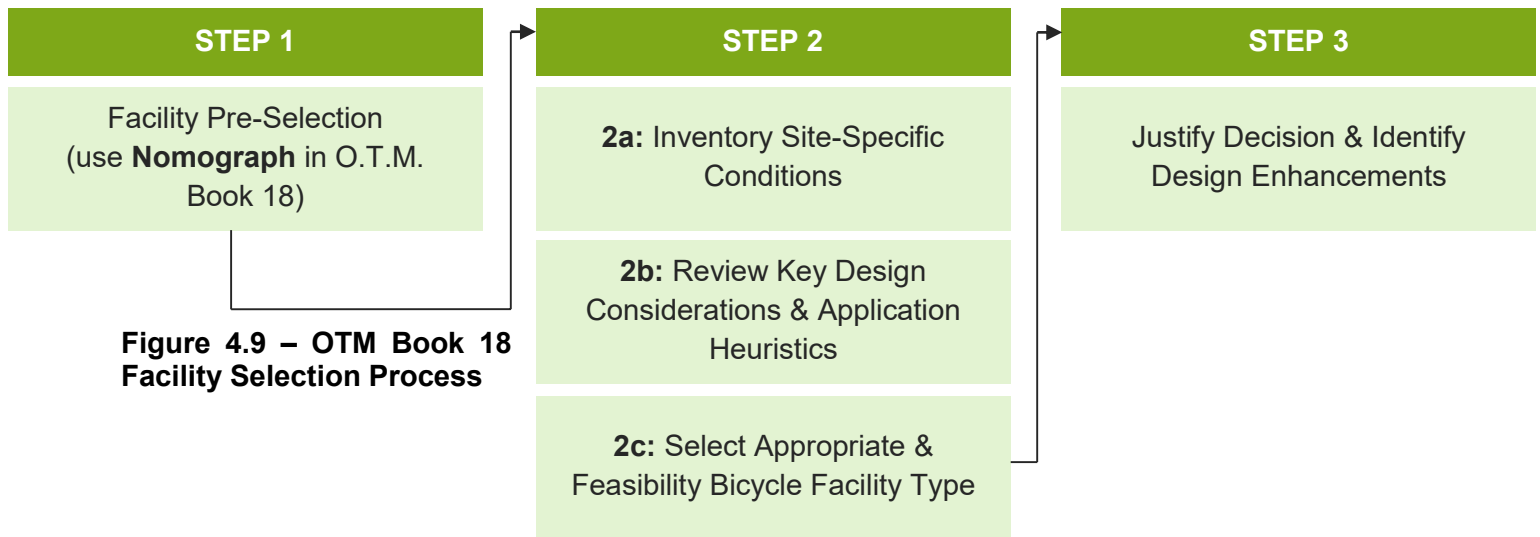 STEP 1
Facility Pre-Selection
(use Nomograph in O.T.M.
Book 18)
Figure 4.9 – OTM Book 18
Facility Selection Process
STEP 2
2a: Inventory Site-Specific
Conditions
2b: Review Key Design
Considerations & Application
Heuristics
2c: Select Appropriate &
Feasibility Bicycle Facility Type
STEP 3
Justify Decision & Identify
Design Enhancements